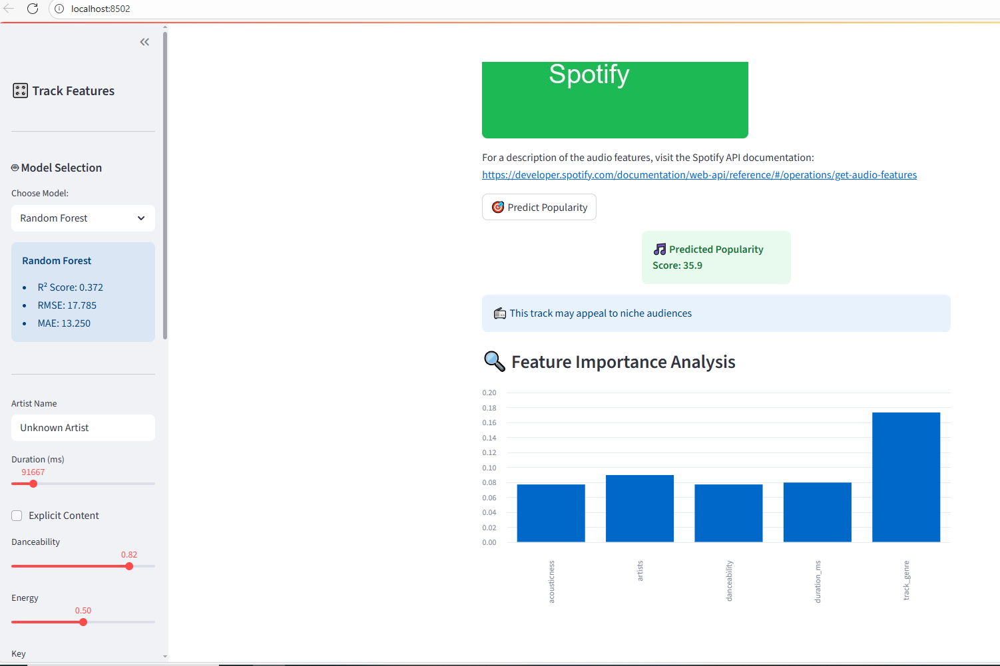 localhost:8502
Track Features
Model Selection
Choose Model:
Random Forest
Random Forest
• R² Score: 0.372
• RMSE: 17.785
• MAE: 13.250
Artist Name
Unknown Artist
Duration (ms)
91667
Explicit Content
Danceability
0.82
Energy
0.50
Key
Spotify
For a description of the audio features, visit the Spotify API documentation:
https://developer.spotify.com/documentation/web-api/reference/#/operations/get-audio-features
Predict Popularity
Predicted Popularity
Score: 35.9
This track may appeal to niche audiences
Feature Importance Analysis
0.20
0.18
0.16
0.14
0.12
0.10
0.08
0.06
0.04
0.02
0.00
acousticness
artists
danceability
duration_ms
track_genre